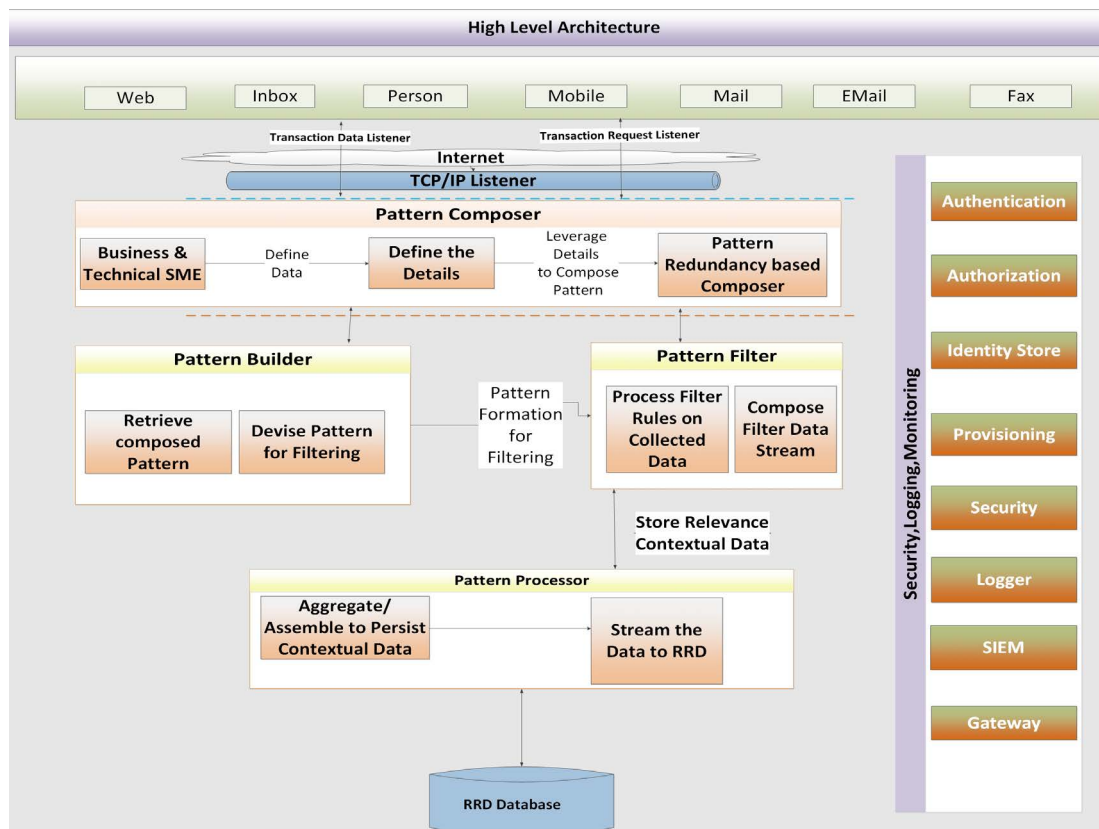 High Level Architecture
Web
Inbox
Person
Mobile
Mail
EMail
Fax
Transaction Data Listener
Transaction Request Listener
Internet
TCP/IP Listener
Pattern Composer
Business &
Technical SME
Define
Data
Define the
Details
Leverage
Details
to Compose
Pattern
Pattern
Redundancy based
Composer
Pattern Builder
Retrieve
composed
Pattern
Devise Pattern
for Filtering
Pattern
Formation
for
Filtering
Pattern Filter
Process Filter
Rules on
Collected
Data
Compose
Filter Data
Stream
Store Relevance
Contextual Data
Pattern Processor
Aggregate/
Assemble to Persist
Contextual Data
Stream the
Data to RRD
RRD Database
Security,Logging,Monitoring
Authentication
Authorization
Identity Store
Provisioning
Security
Logger
SIEM
Gateway